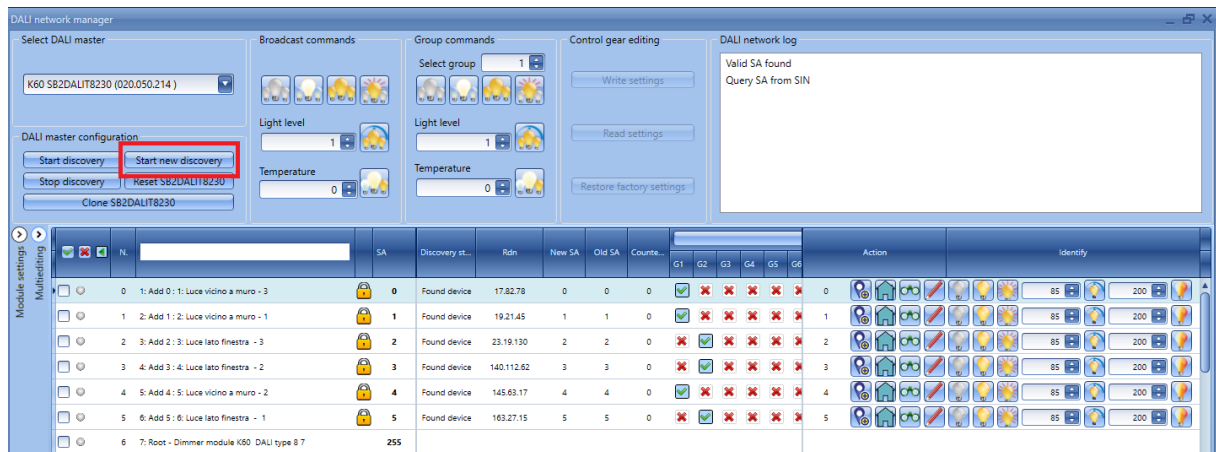 DALI network manager
Select DALI master
Broadcast commands
Group commands
Control gear editing
DALI network log
K60 SB2DALIT8230 (020.050.214 )
Select group 1
Write settings
Valid SA found
Query SA from SIN
DALI master configuration
Light level
1
Light level
1
Read settings
Start discovery
Start new discovery
Stop discovery
Reset SB2DALIT8230
Temperature
0
Temperature
0
Restore factory settings
Clone SB2DALIT8230
Module settings
Multiediting
N. SA Discovery st... Rdn New SA Old SA Counte... G1 G2 G3 G4 G5 G6 Action Identify
0 1: Add 0 : 1: Luce vicino a muro - 3 0 Found device 17.82.78 0 0 0 0 85 200
1 2: Add 1 : 2: Luce vicino a muro - 1 1 Found device 19.21.45 1 1 0 1 85 200
2 3: Add 2 : 3: Luce lato finestra - 3 2 Found device 23.19.130 2 2 0 2 85 200
3 4: Add 3 : 4: Luce lato finestra - 2 3 Found device 140.112.62 3 3 0 3 85 200
4 5: Add 4 : 5: Luce vicino a muro - 2 4 Found device 145.63.17 4 4 0 4 85 200
5 6: Add 5 : 6: Luce lato finestra - 1 5 Found device 163.27.15 5 5 0 5 85 200
6 7: Root - Dimmer module K60 DALI type 8 7 255